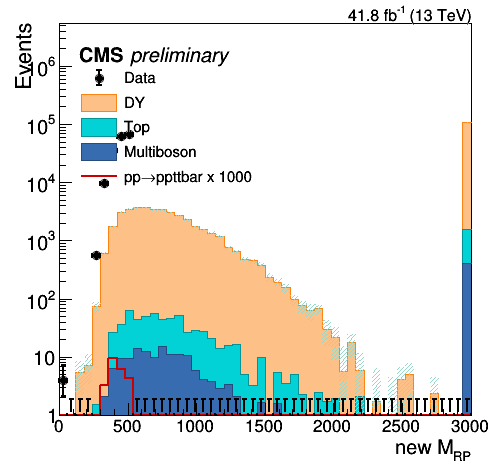 41.8 fb⁻¹ (13 TeV)
Events
CMS preliminary
Data
DY
Top
Multiboson
pp→ppttbar x 1000
10⁶
10⁵
10⁴
10³
10²
10
1
0 500 1000 1500 2000 2500 3000
new M_RP